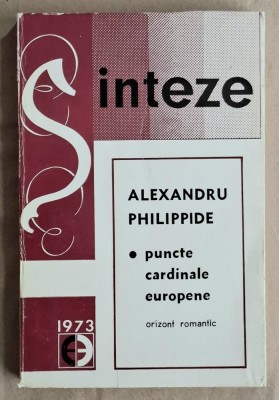 Sinteze
ALEXANDRU
PHILIPPIDE
• puncte
cardinale
europene
orizont romantic
1973